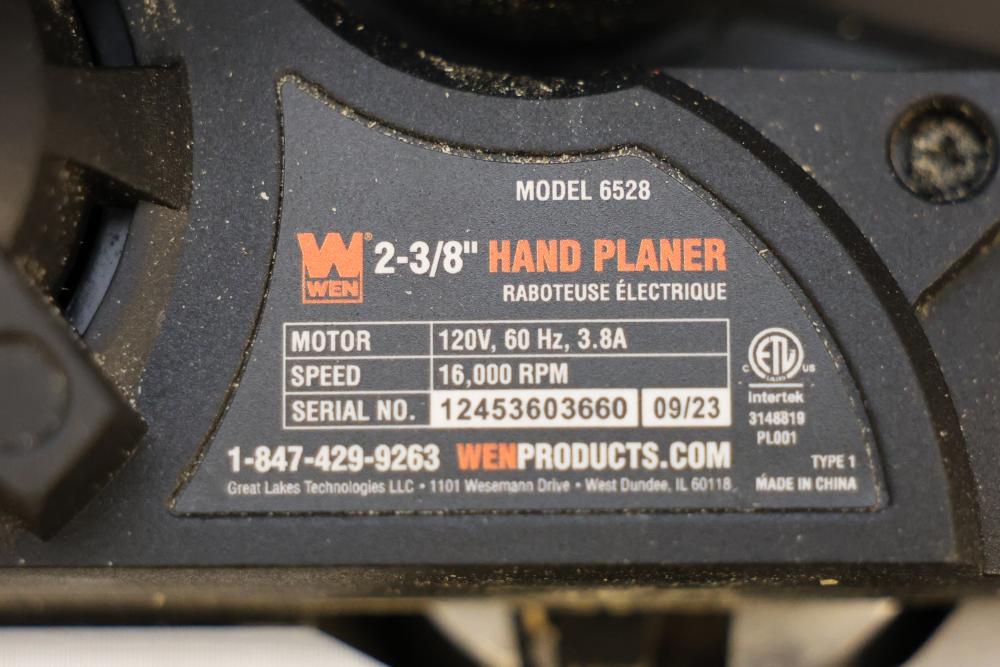 MODEL 6528
W® 2-3/8" HAND PLANER
WEN
RABOTEUSE ÉLECTRIQUE
MOTOR 120V, 60 Hz, 3.8A
SPEED 16,000 RPM
SERIAL NO. 12453603660 09/23
ETL
C US
Intertek
3148819
PL001
1-847-429-9263 WENPRODUCTS.COM
TYPE 1
Great Lakes Technologies LLC • 1101 Wesemann Drive • West Dundee, IL 60118
MADE IN CHINA